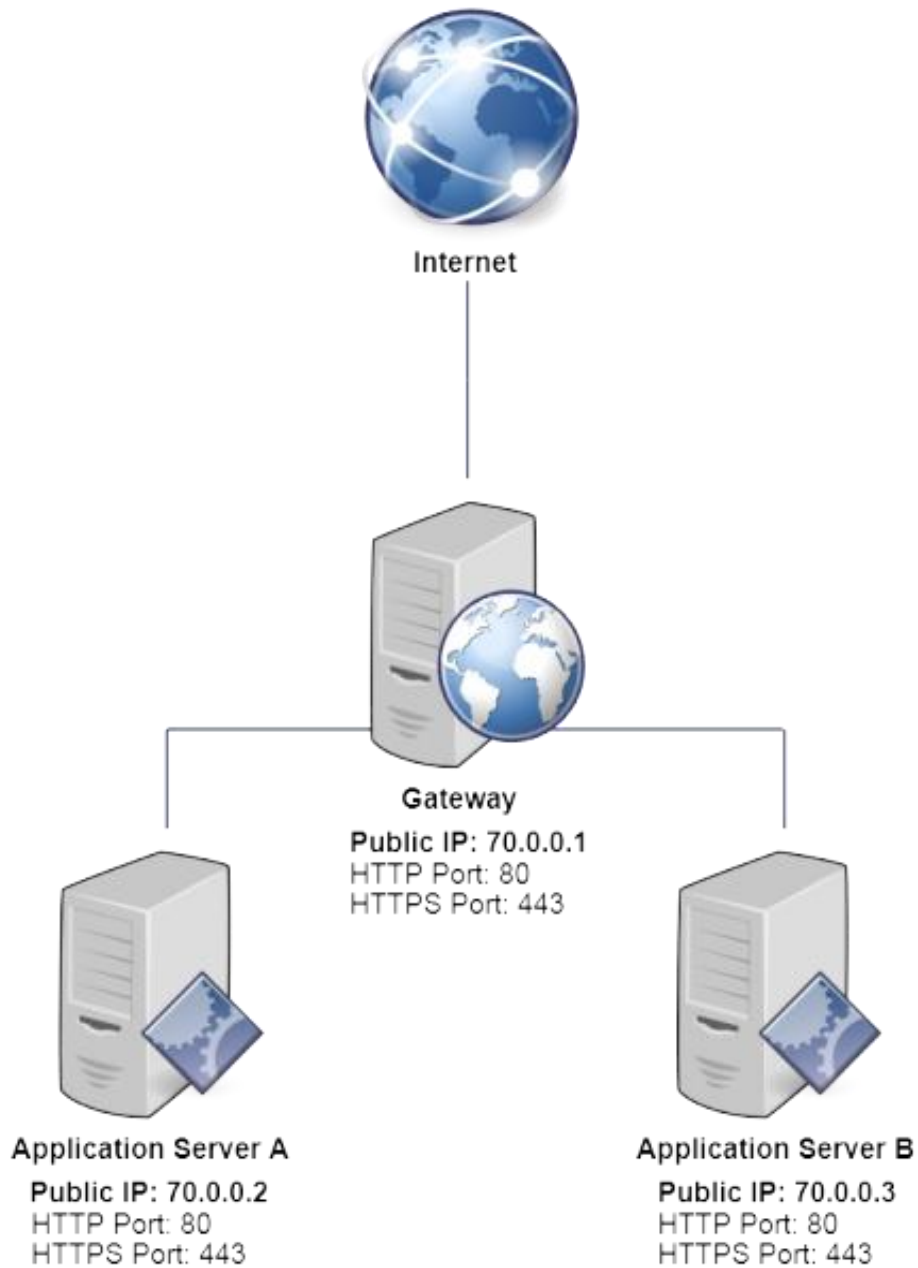 Internet
Gateway
Public IP: 70.0.0.1
HTTP Port: 80
HTTPS Port: 443
Application Server A
Public IP: 70.0.0.2
HTTP Port: 80
HTTPS Port: 443
Application Server B
Public IP: 70.0.0.3
HTTP Port: 80
HTTPS Port: 443